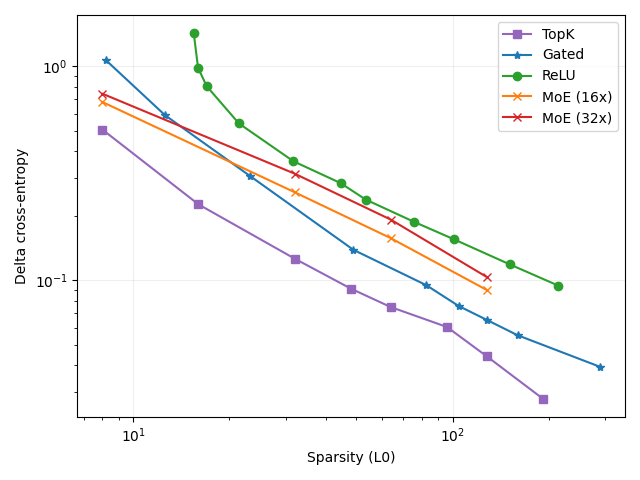 TopK
Gated
ReLU
MoE (16x)
MoE (32x)
Delta cross-entropy
10⁰
10⁻¹
10¹
10²
Sparsity (L0)